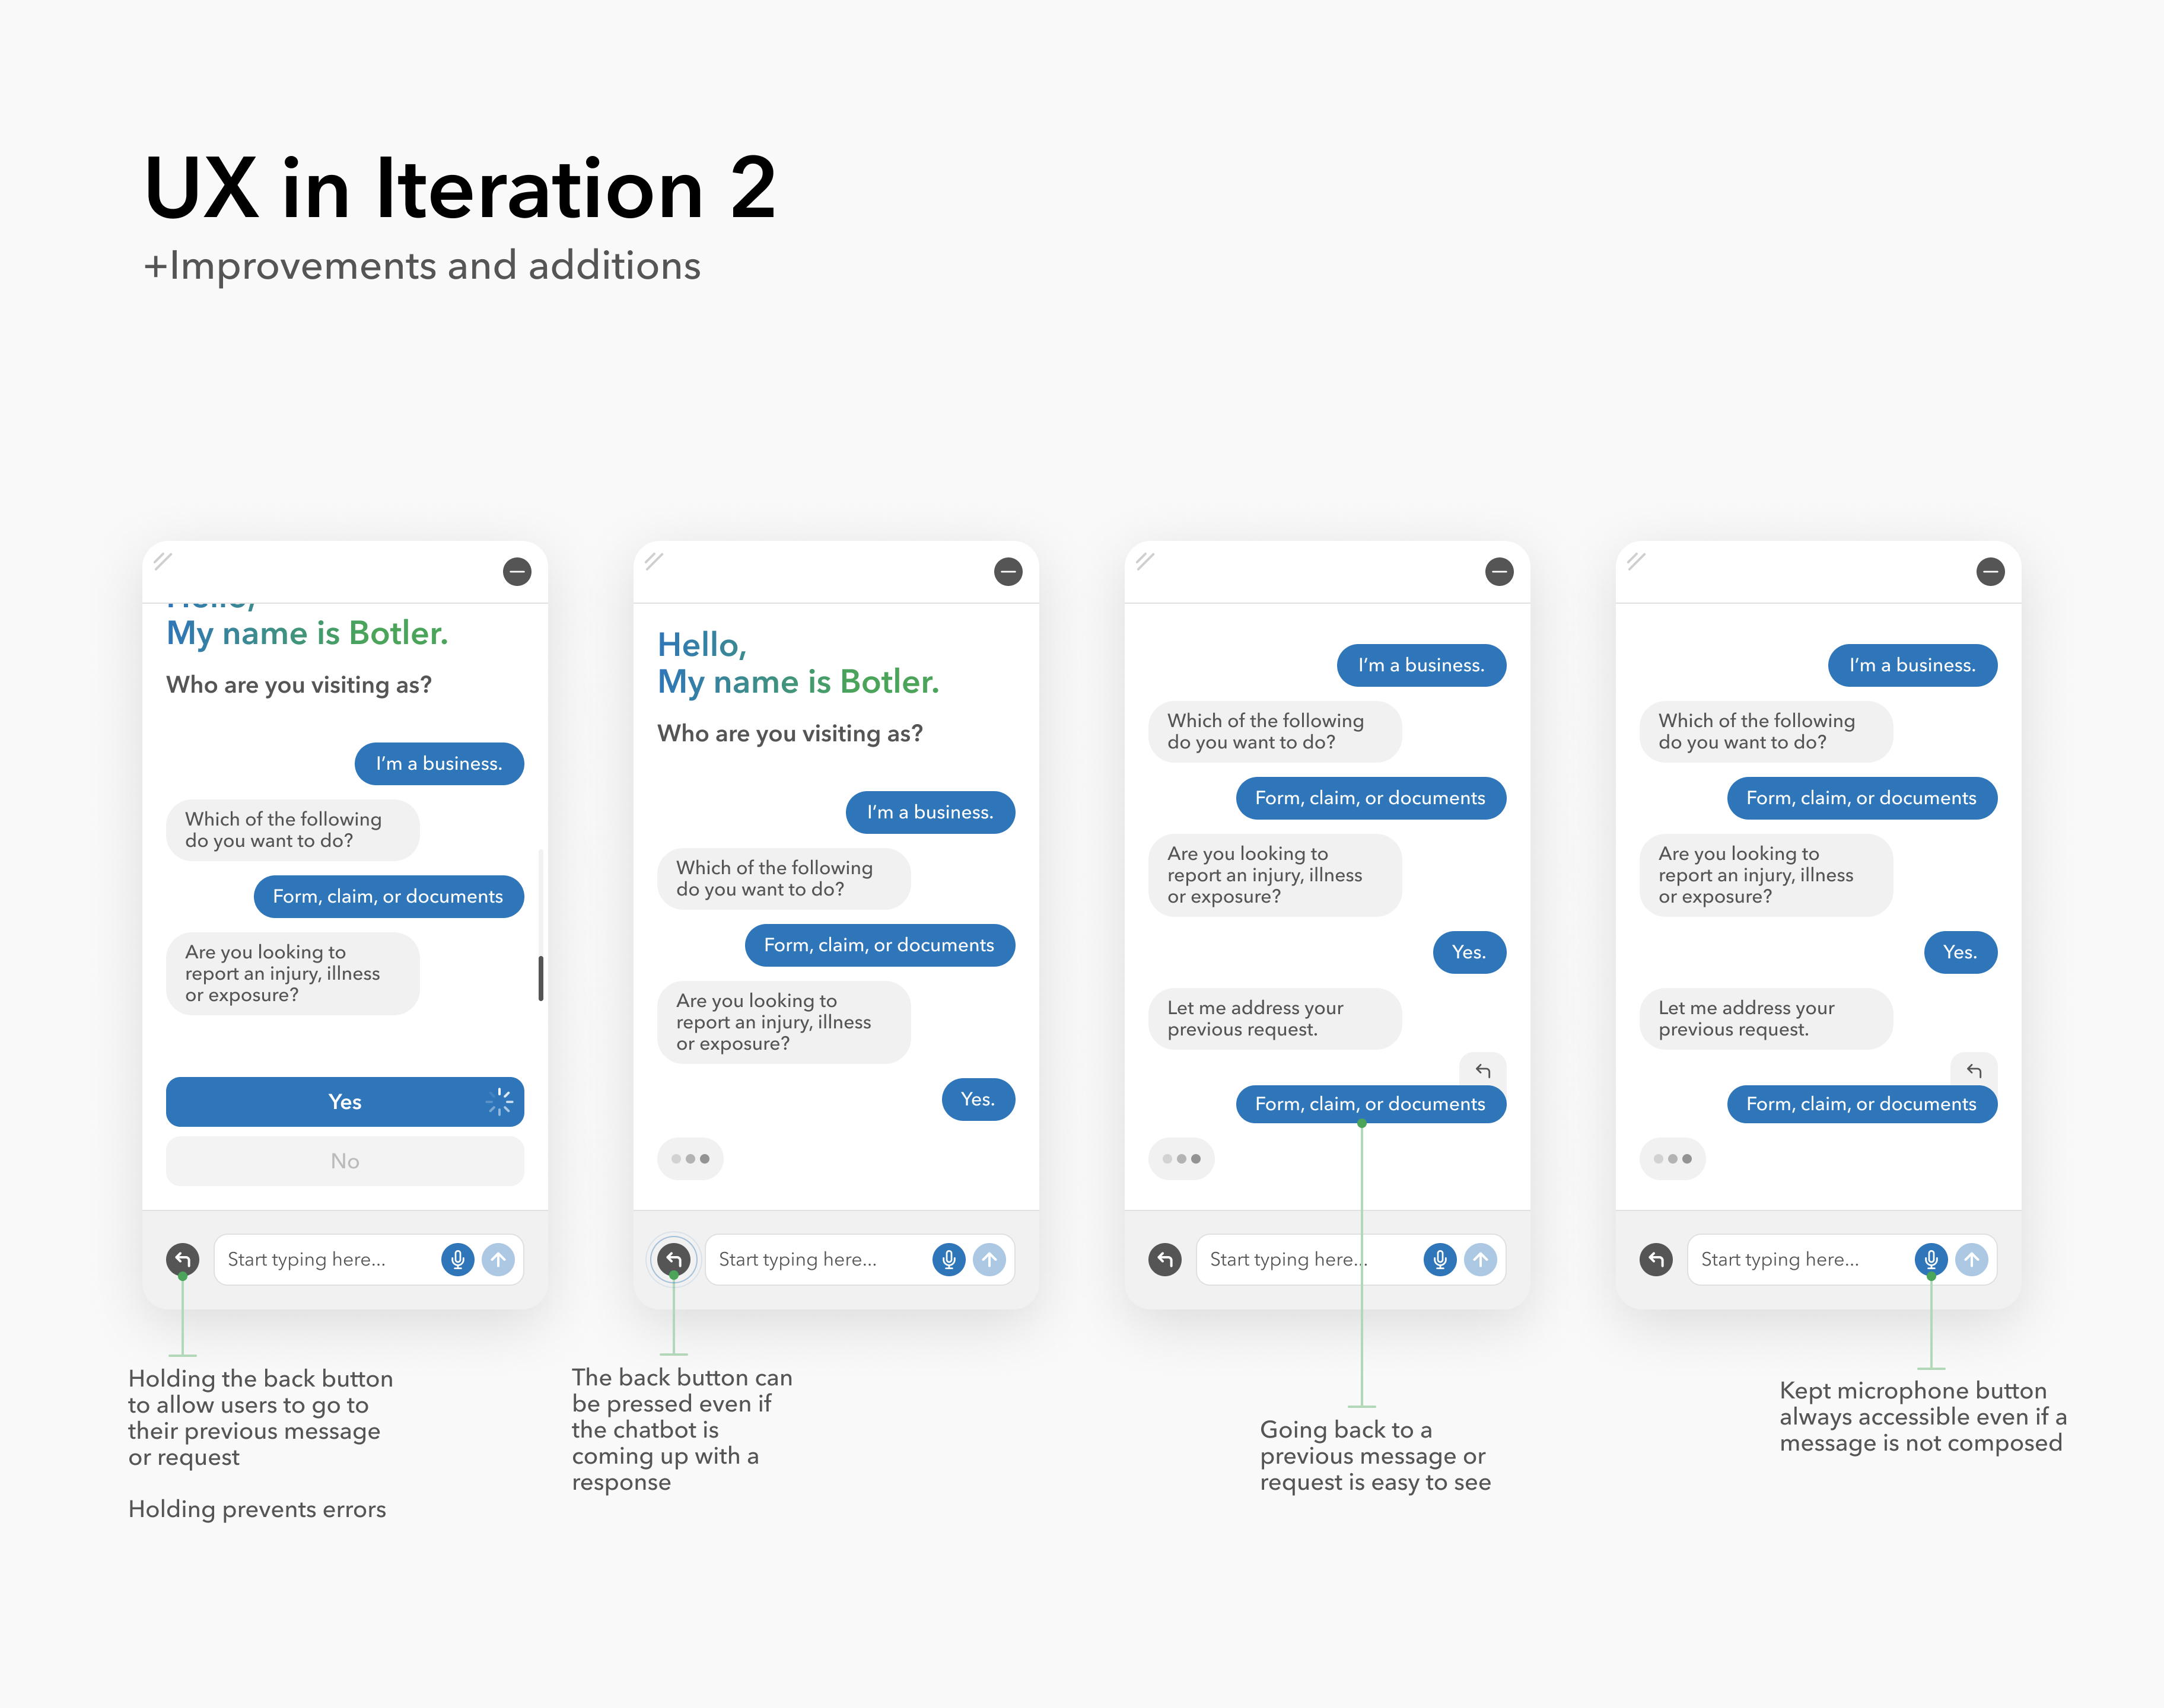 UX in Iteration 2
+Improvements and additions
Hello,
My name is Botler.
Who are you visiting as?
I'm a business.
Which of the following
do you want to do?
Form, claim, or documents
Are you looking to
report an injury, illness
or exposure?
Yes
No
Start typing here...
Holding the back button
to allow users to go to
their previous message
or request
Holding prevents errors
Hello,
My name is Botler.
Who are you visiting as?
I'm a business.
Which of the following
do you want to do?
Form, claim, or documents
Are you looking to
report an injury, illness
or exposure?
Yes.
Start typing here...
The back button can
be pressed even if
the chatbot is
coming up with a
response
I'm a business.
Which of the following
do you want to do?
Form, claim, or documents
Are you looking to
report an injury, illness
or exposure?
Yes.
Let me address your
previous request.
Form, claim, or documents
Start typing here...
Going back to a
previous message or
request is easy to see
I'm a business.
Which of the following
do you want to do?
Form, claim, or documents
Are you looking to
report an injury, illness
or exposure?
Yes.
Let me address your
previous request.
Form, claim, or documents
Start typing here...
Kept microphone button
always accessible even if a
message is not composed